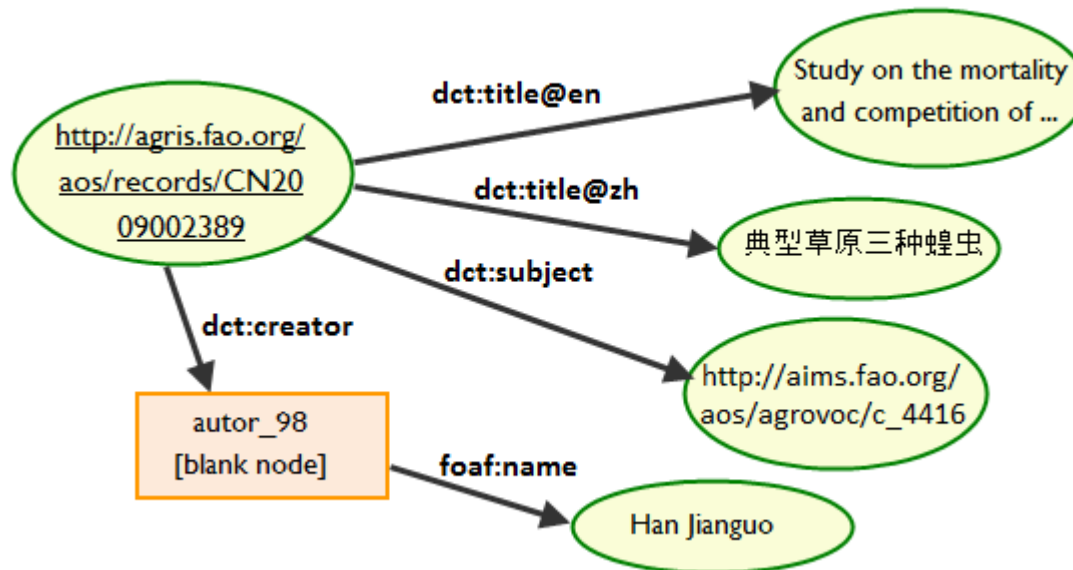 dct:title@en
Study on the mortality
and competition of ...
http://agris.fao.org/
aos/records/CN20
09002389
dct:title@zh
典型草原三种蝗虫
dct:subject
dct:creator
http://aims.fao.org/
aos/agrovoc/c_4416
autor_98
[blank node]
foaf:name
Han Jianguo